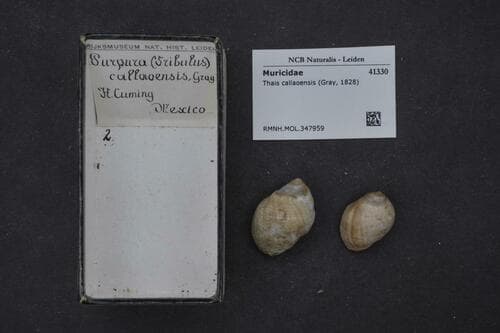 RIJKSMUSEUM NAT. HIST. LEIDEN
Purpura (Tribulus)
callaoensis, Gray
H. Cuming
Mexico
2
NCB Naturalis - Leiden
Muricidae 41330
Thais callaoensis (Gray, 1828)
RMNH.MOL.347959